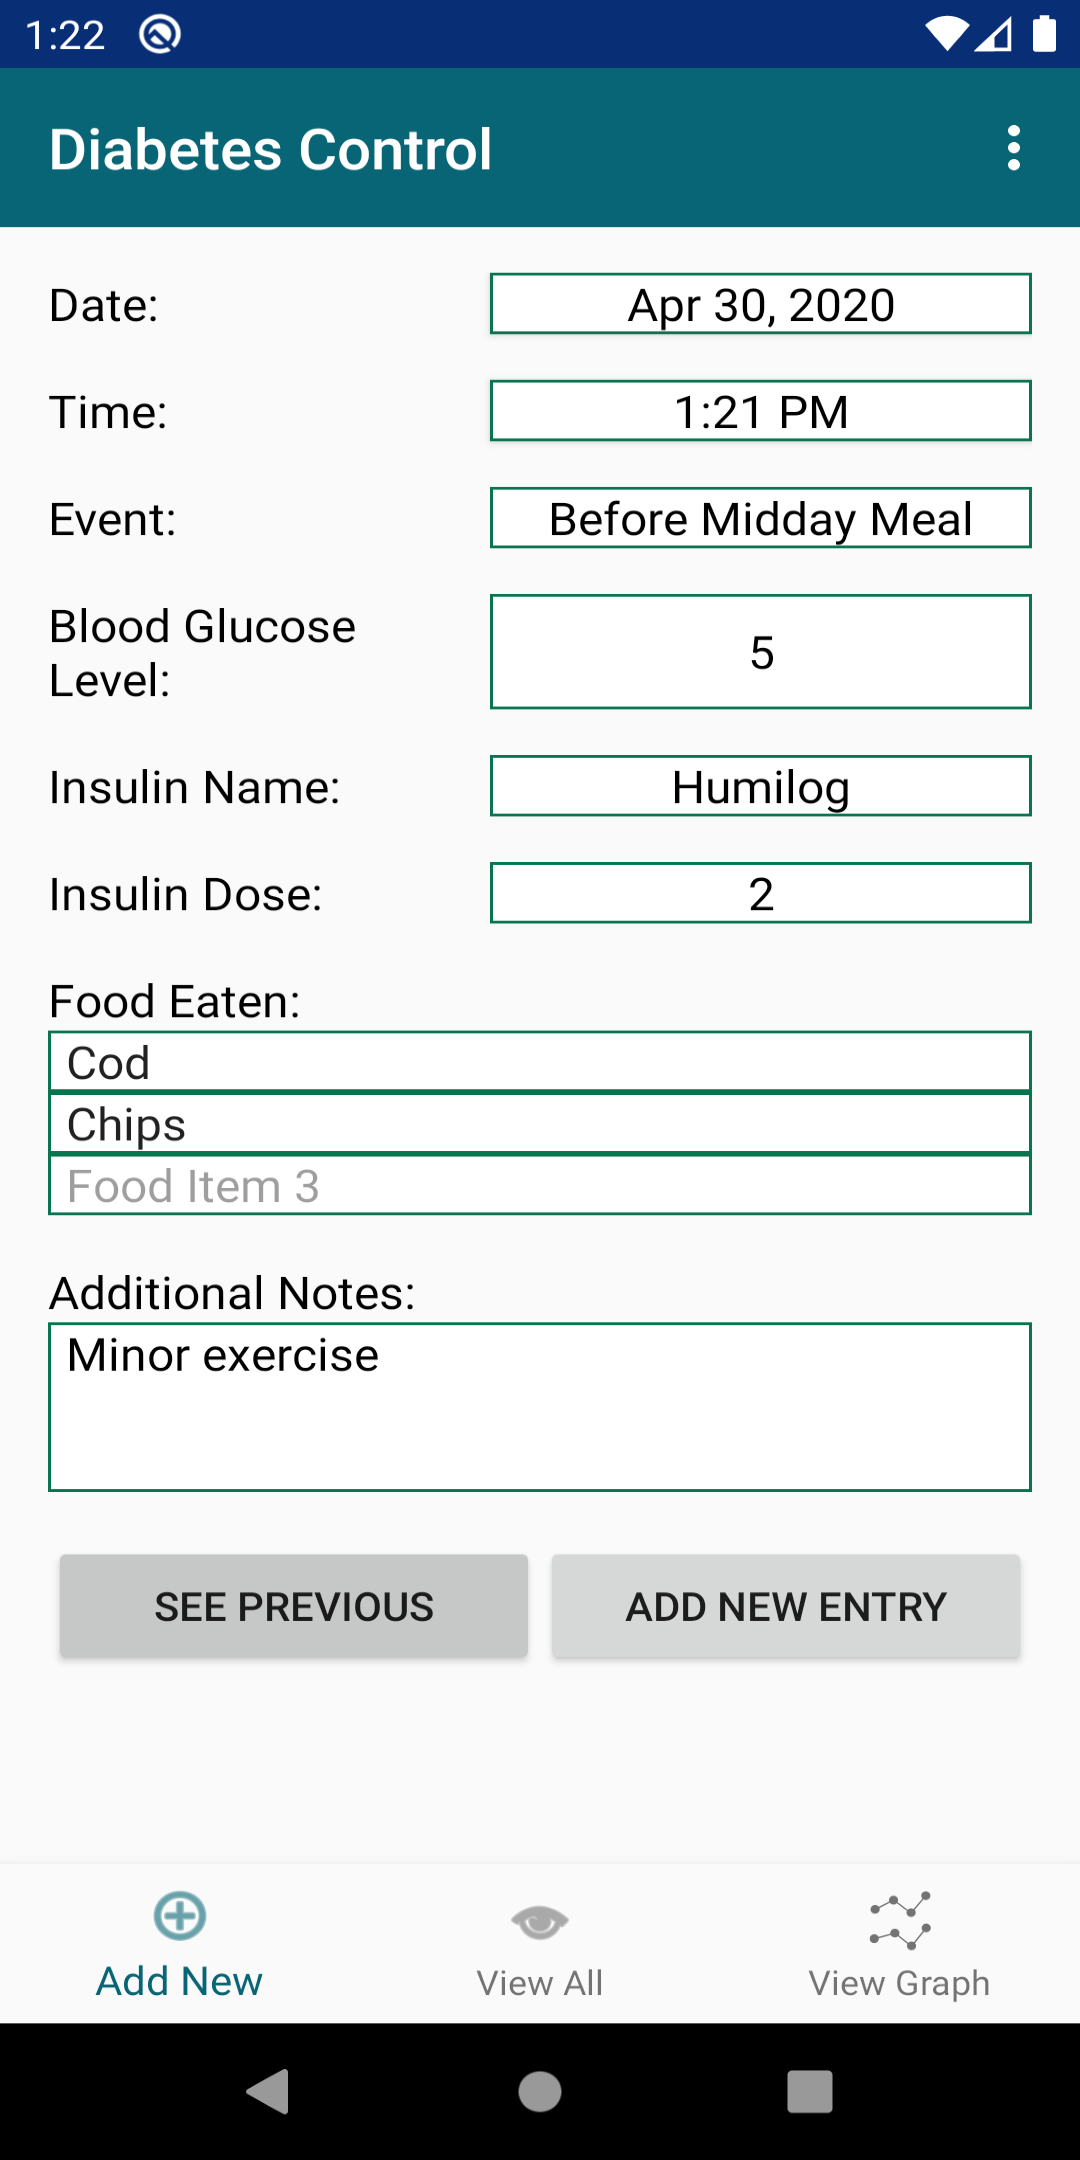 1:22
Diabetes Control
Date:
Apr 30, 2020
Time:
1:21 PM
Event:
Before Midday Meal
Blood Glucose
Level:
5
Insulin Name:
Humilog
Insulin Dose:
2
Food Eaten:
Cod
Chips
Food Item 3
Additional Notes:
Minor exercise
SEE PREVIOUS
ADD NEW ENTRY
Add New
View All
View Graph